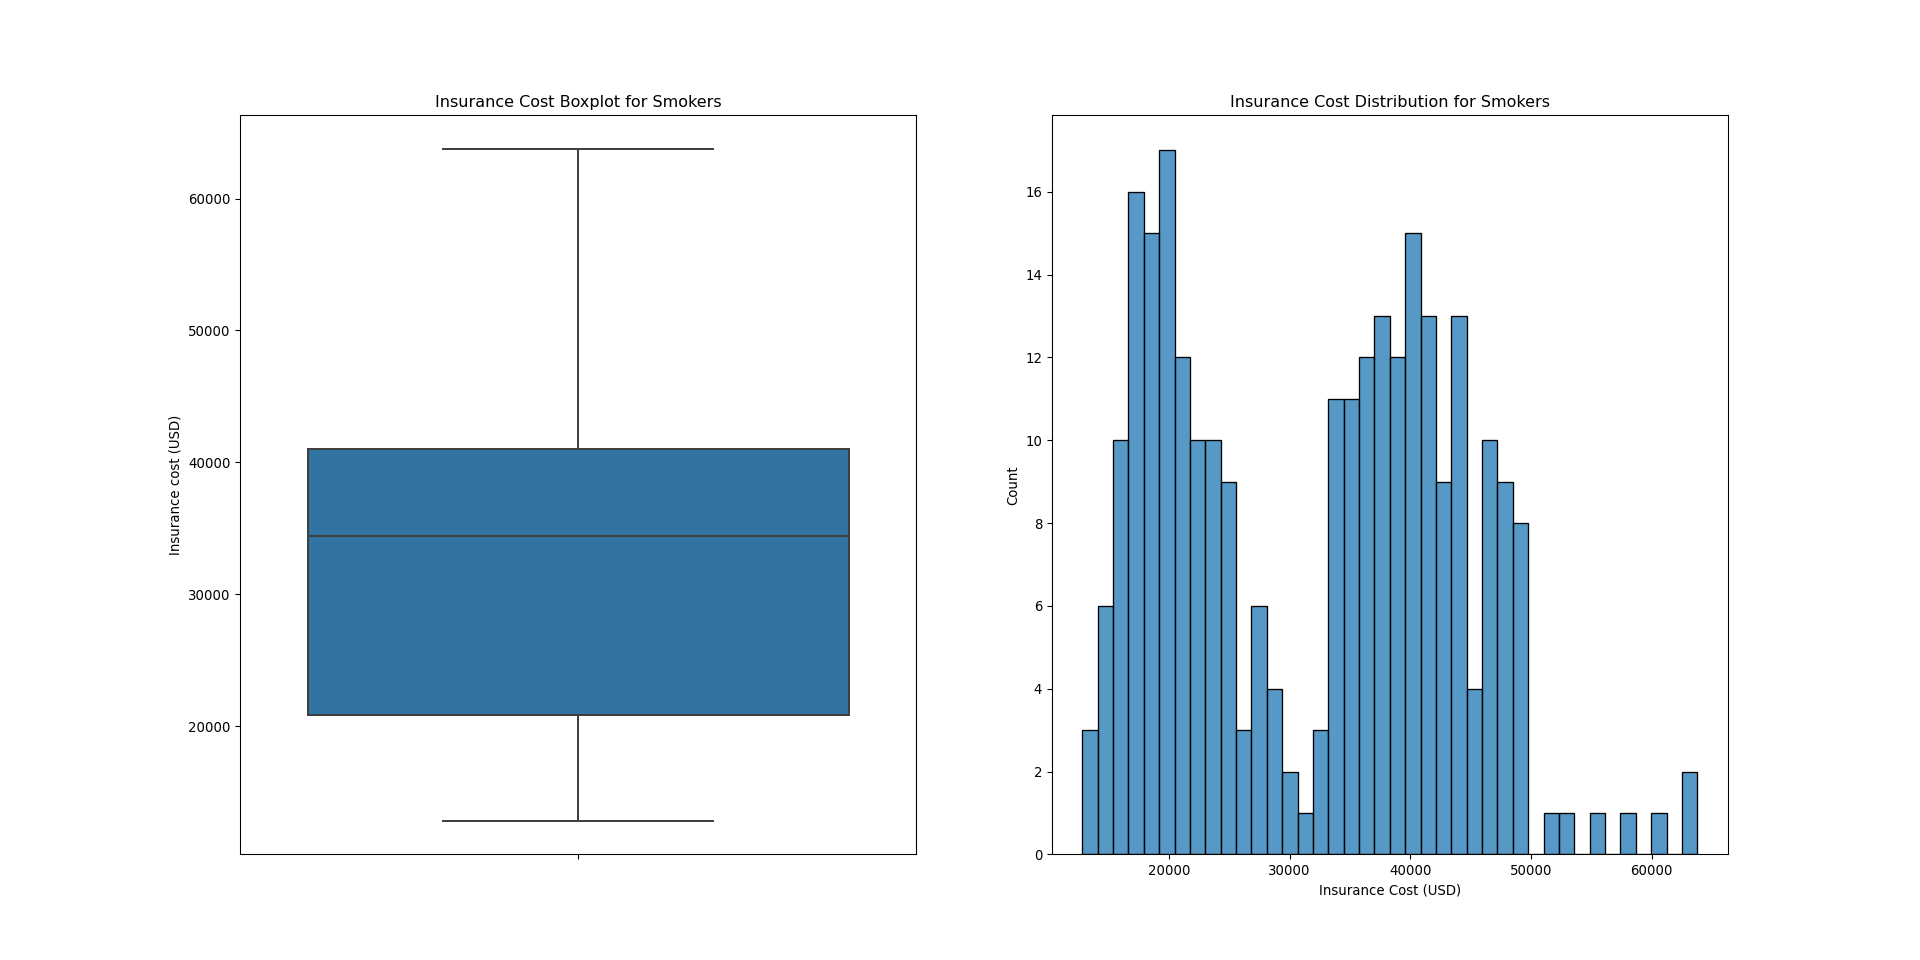 Insurance Cost Boxplot for Smokers
60000
50000
40000
30000
20000
Insurance cost (USD)
Insurance Cost Distribution for Smokers
16
14
12
10
8
6
4
2
0
Count
20000 30000 40000 50000 60000
Insurance Cost (USD)